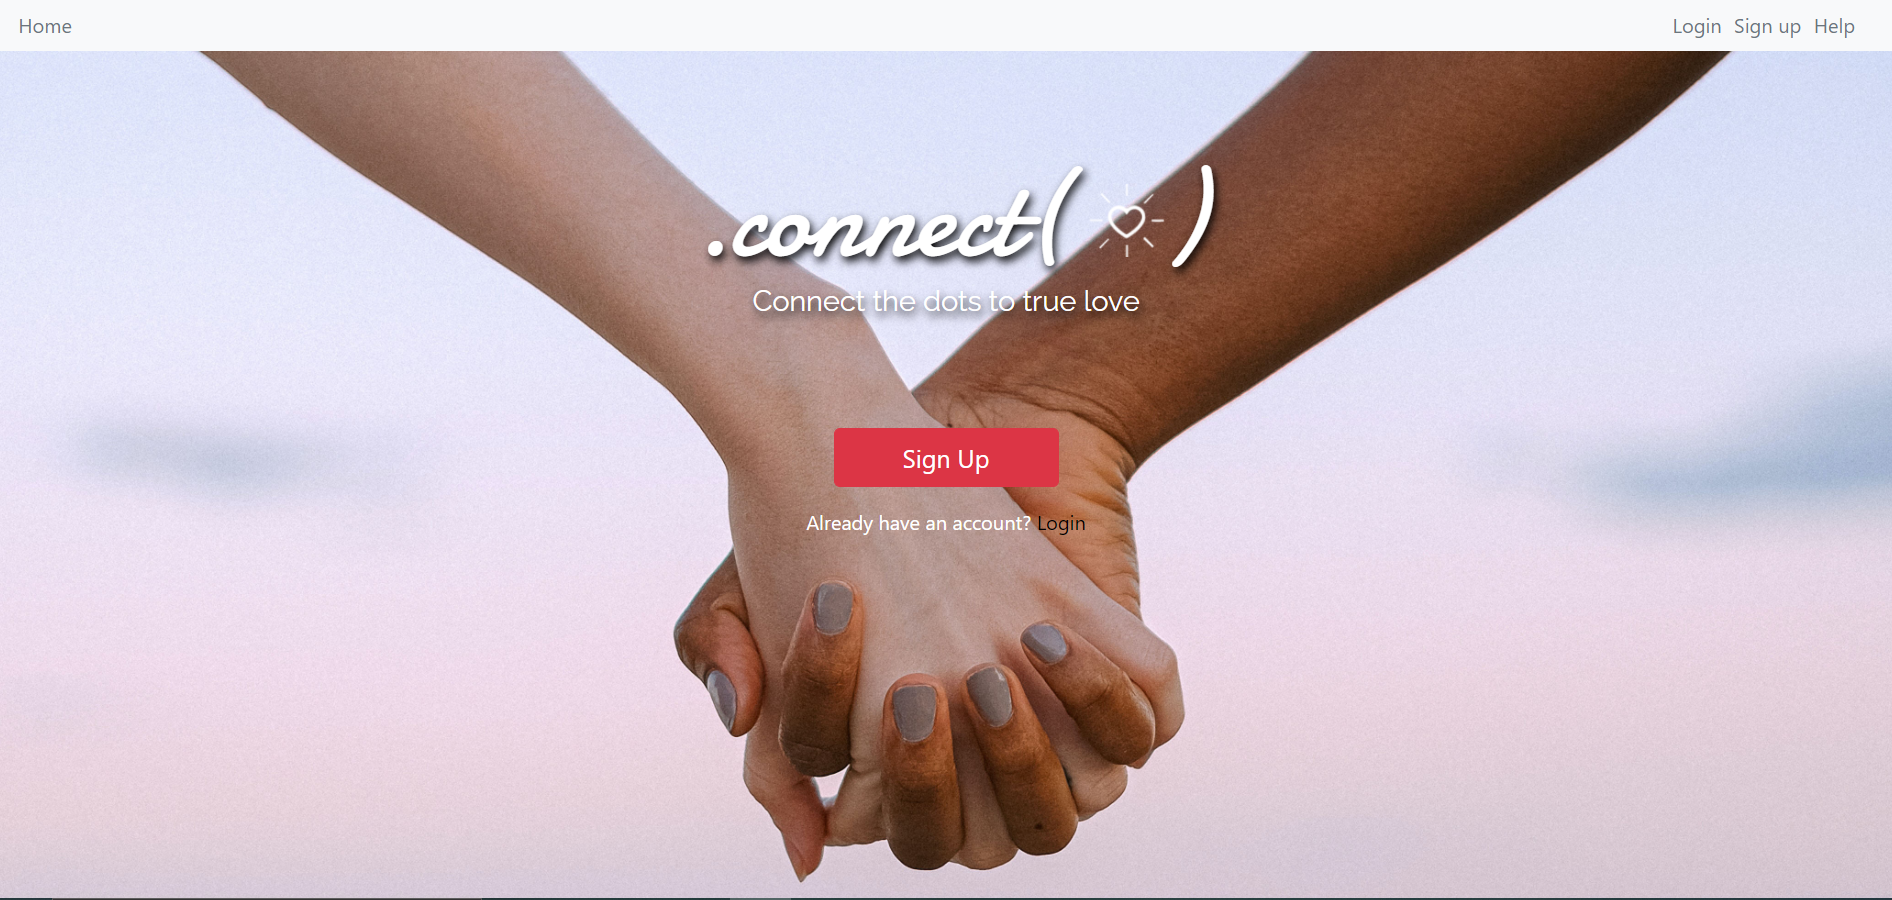 Home
Login Sign up Help
.connect( )
Connect the dots to true love
Sign Up
Already have an account? Login